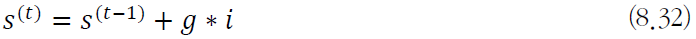 s⁽ᵗ⁾ = s⁽ᵗ⁻¹⁾ + g * i (8.32)